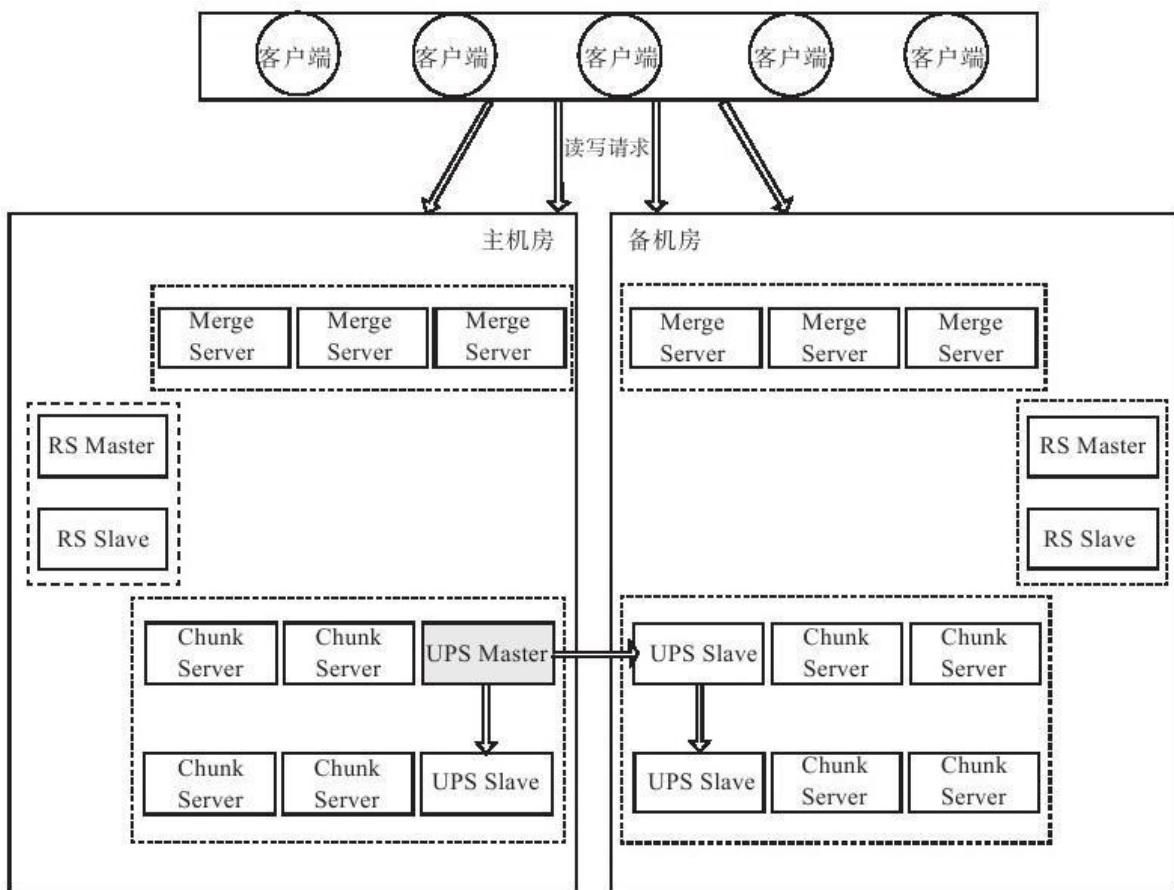 客户端 客户端 客户端 客户端 客户端
读写请求
主机房
Merge Server
Merge Server
Merge Server
RS Master
RS Slave
Chunk Server
Chunk Server
UPS Master
Chunk Server
Chunk Server
UPS Slave
备机房
Merge Server
Merge Server
Merge Server
RS Master
RS Slave
UPS Slave
Chunk Server
Chunk Server
UPS Slave
Chunk Server
Chunk Server